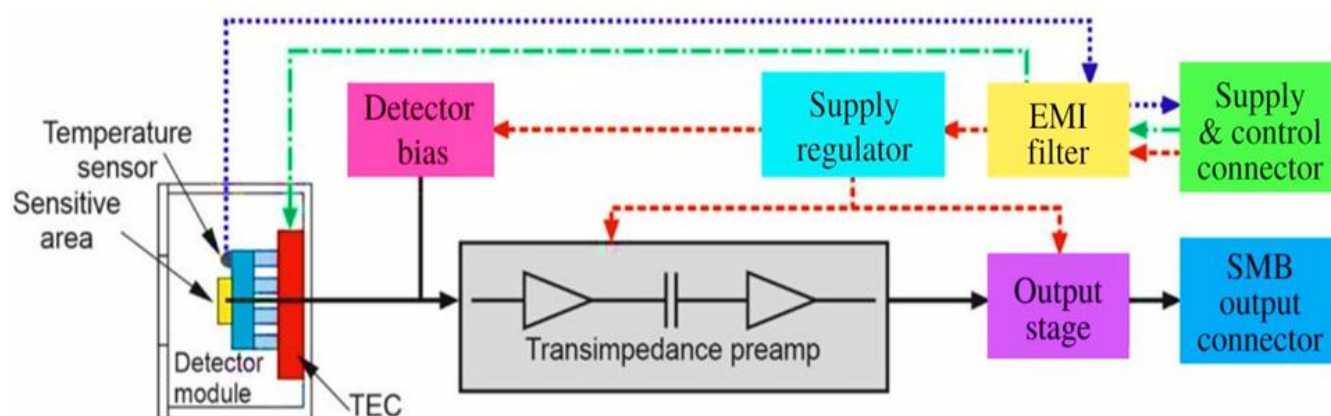 Temperature
sensor
Sensitive
area
Detector
module
TEC
Detector
bias
Supply
regulator
EMI
filter
Supply
& control
connector
Transimpedance preamp
Output
stage
SMB
output
connector